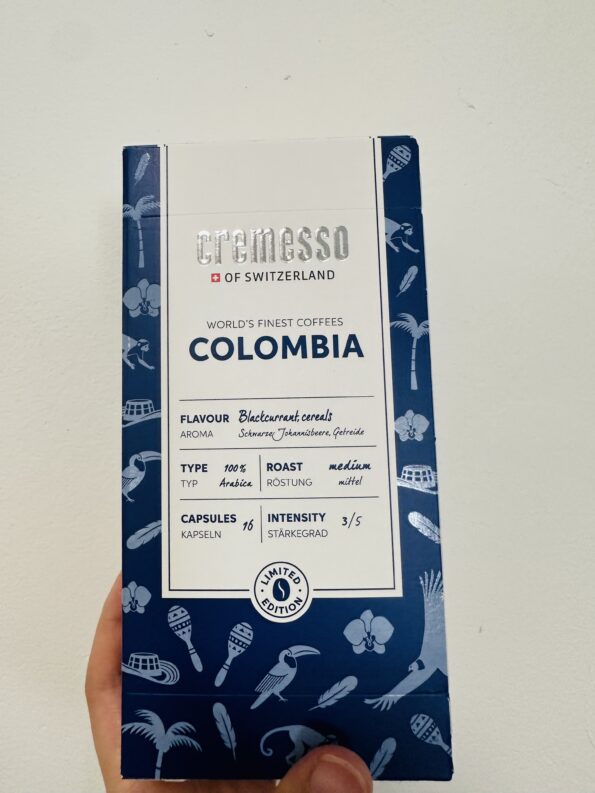 cremesso
OF SWITZERLAND
WORLD'S FINEST COFFEES
COLOMBIA
FLAVOUR Blackcurrant, cereals
AROMA Schwarze Johannisbeere, Getreide
TYPE 100% ROAST medium
TYP Arabica RÖSTUNG mittel
CAPSULES 16 INTENSITY 3/5
KAPSELN STÄRKEGRAD
LIMITED
EDITION